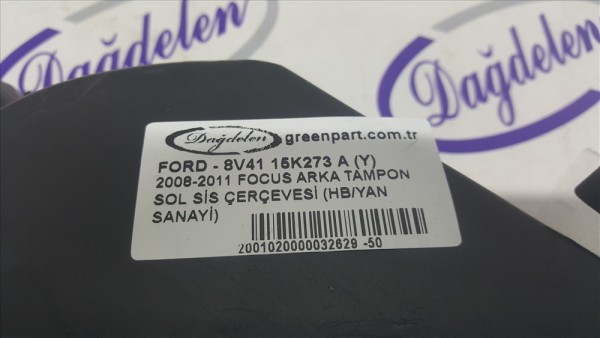 Dağdelen
Dağdelen
Dağdelen greenpart.com.tr
FORD - 8V41 15K273 A (Y)
2008-2011 FOCUS ARKA TAMPON
SOL SİS ÇERÇEVESİ (HB/YAN
SANAYİ)
2001020000032629 -50